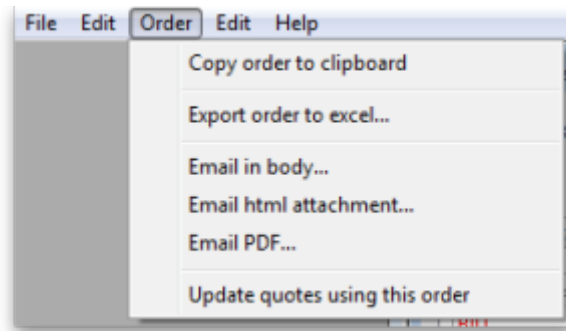 File Edit Order Edit Help
Copy order to clipboard
Export order to excel...
Email in body...
Email html attachment...
Email PDF...
Update quotes using this order